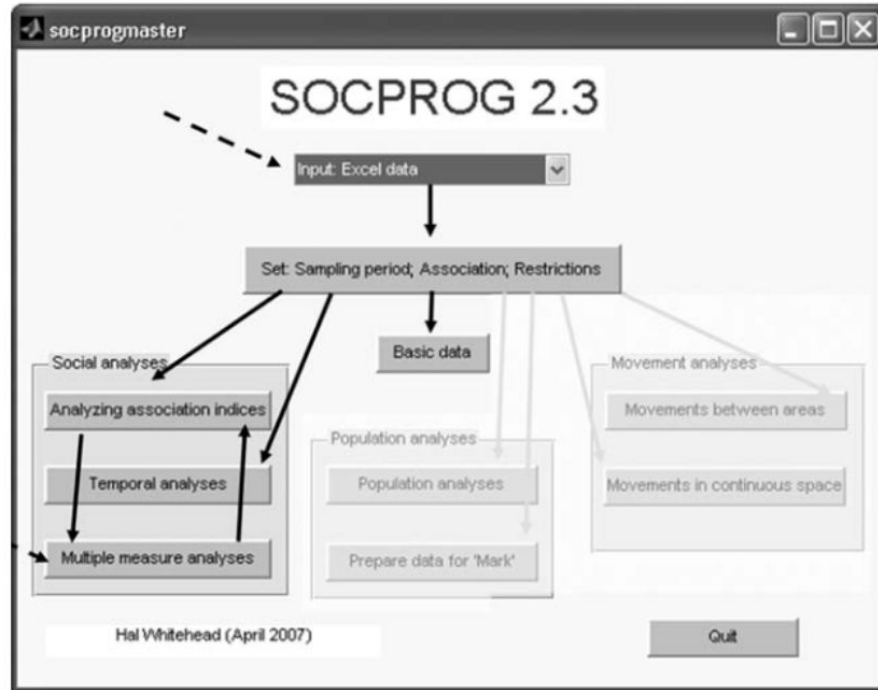 socprogmaster
SOCPROG 2.3
Input: Excel data
Set: Sampling period; Association; Restrictions
Basic data
Social analyses
Analyzing association indices
Temporal analyses
Multiple measure analyses
Population analyses
Population analyses
Prepare data for 'Mark'
Movement analyses
Movements between areas
Movements in continuous space
Hal Whitehead (April 2007)
Quit